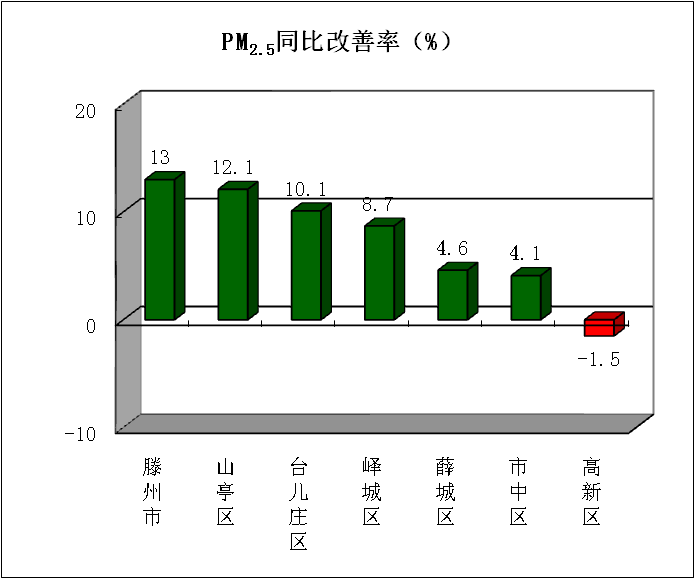 PM2.5同比改善率（%）
20
10
0
-10
13
12.1
10.1
8.7
4.6
4.1
-1.5
滕州市
山亭区
台儿庄区
峄城区
薛城区
市中区
高新区